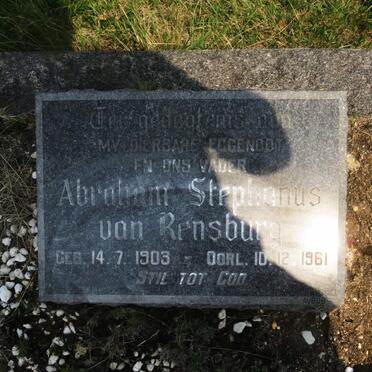 Ter gedagtenis aan
MY DIERBARE EGGENOOT
EN ONS VADER
Abraham Stephanus
van Rensburg
GEB. 14.7.1903 - OORL. 10.12.1961
STIL TOT GOD